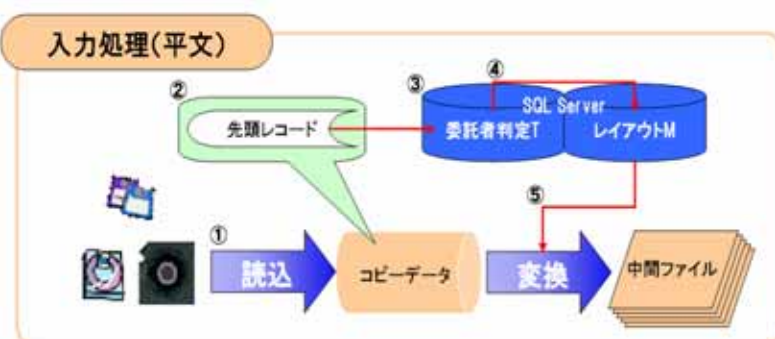 入力処理(平文)
②
先頭レコード
③
④
SQL Server
委託者判定T
レイアウトM
⑤
①
読込
コピーデータ
変換
中間ファイル